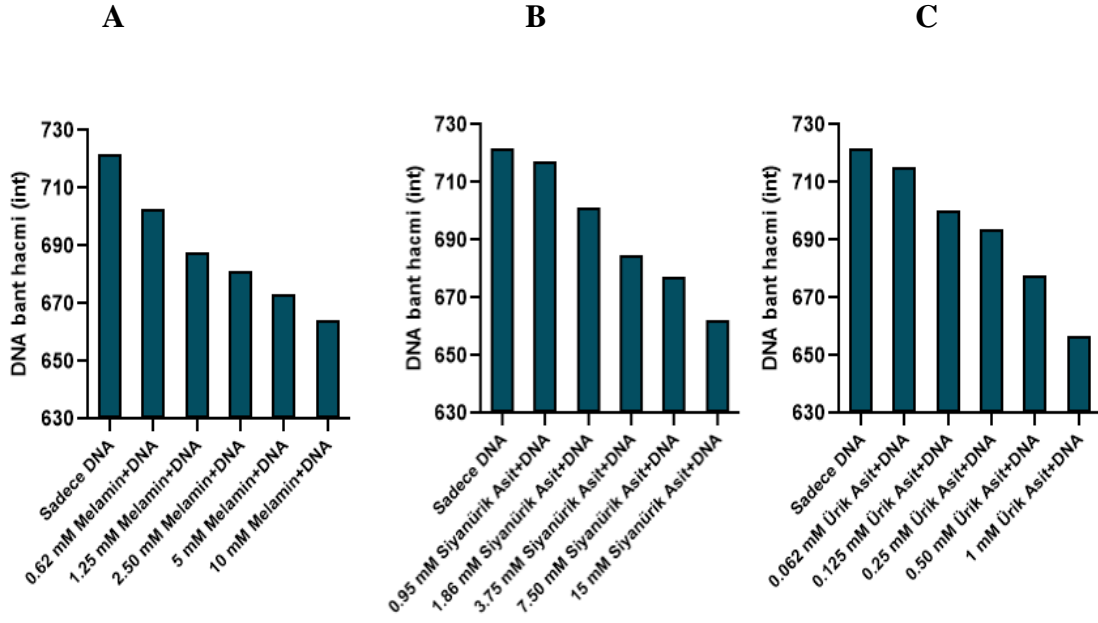 A
B
C
DNA bant hacmi (int)
730
710
690
670
650
630
Sadece DNA
0.62 mM Melamin+DNA
1.25 mM Melamin+DNA
2.50 mM Melamin+DNA
5 mM Melamin+DNA
10 mM Melamin+DNA
DNA bant hacmi (int)
730
710
690
670
650
630
Sadece DNA
0.95 mM Siyanürik Asit+DNA
1.86 mM Siyanürik Asit+DNA
3.75 mM Siyanürik Asit+DNA
7.50 mM Siyanürik Asit+DNA
15 mM Siyanürik Asit+DNA
DNA bant hacmi (int)
730
710
690
670
650
630
Sadece DNA
0.062 mM Ürik Asit+DNA
0.125 mM Ürik Asit+DNA
0.25 mM Ürik Asit+DNA
0.50 mM Ürik Asit+DNA
1 mM Ürik Asit+DNA